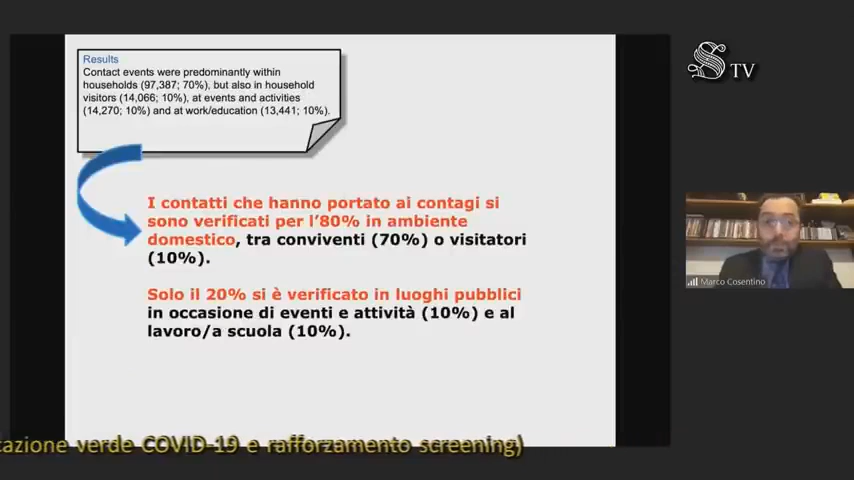 Results
Contact events were predominantly within
households (97,387; 70%), but also in household
visitors (14,066; 10%), at events and activities
(14,270; 10%) and at work/education (13,441; 10%).
I contatti che hanno portato ai contagi si
sono verificati per l'80% in ambiente
domestico, tra conviventi (70%) o visitatori
(10%).
Solo il 20% si è verificato in luoghi pubblici
in occasione di eventi e attività (10%) e al
lavoro/a scuola (10%).
S TV
Marco Cosentino
cazione verde COVID-19 e rafforzamento screening)